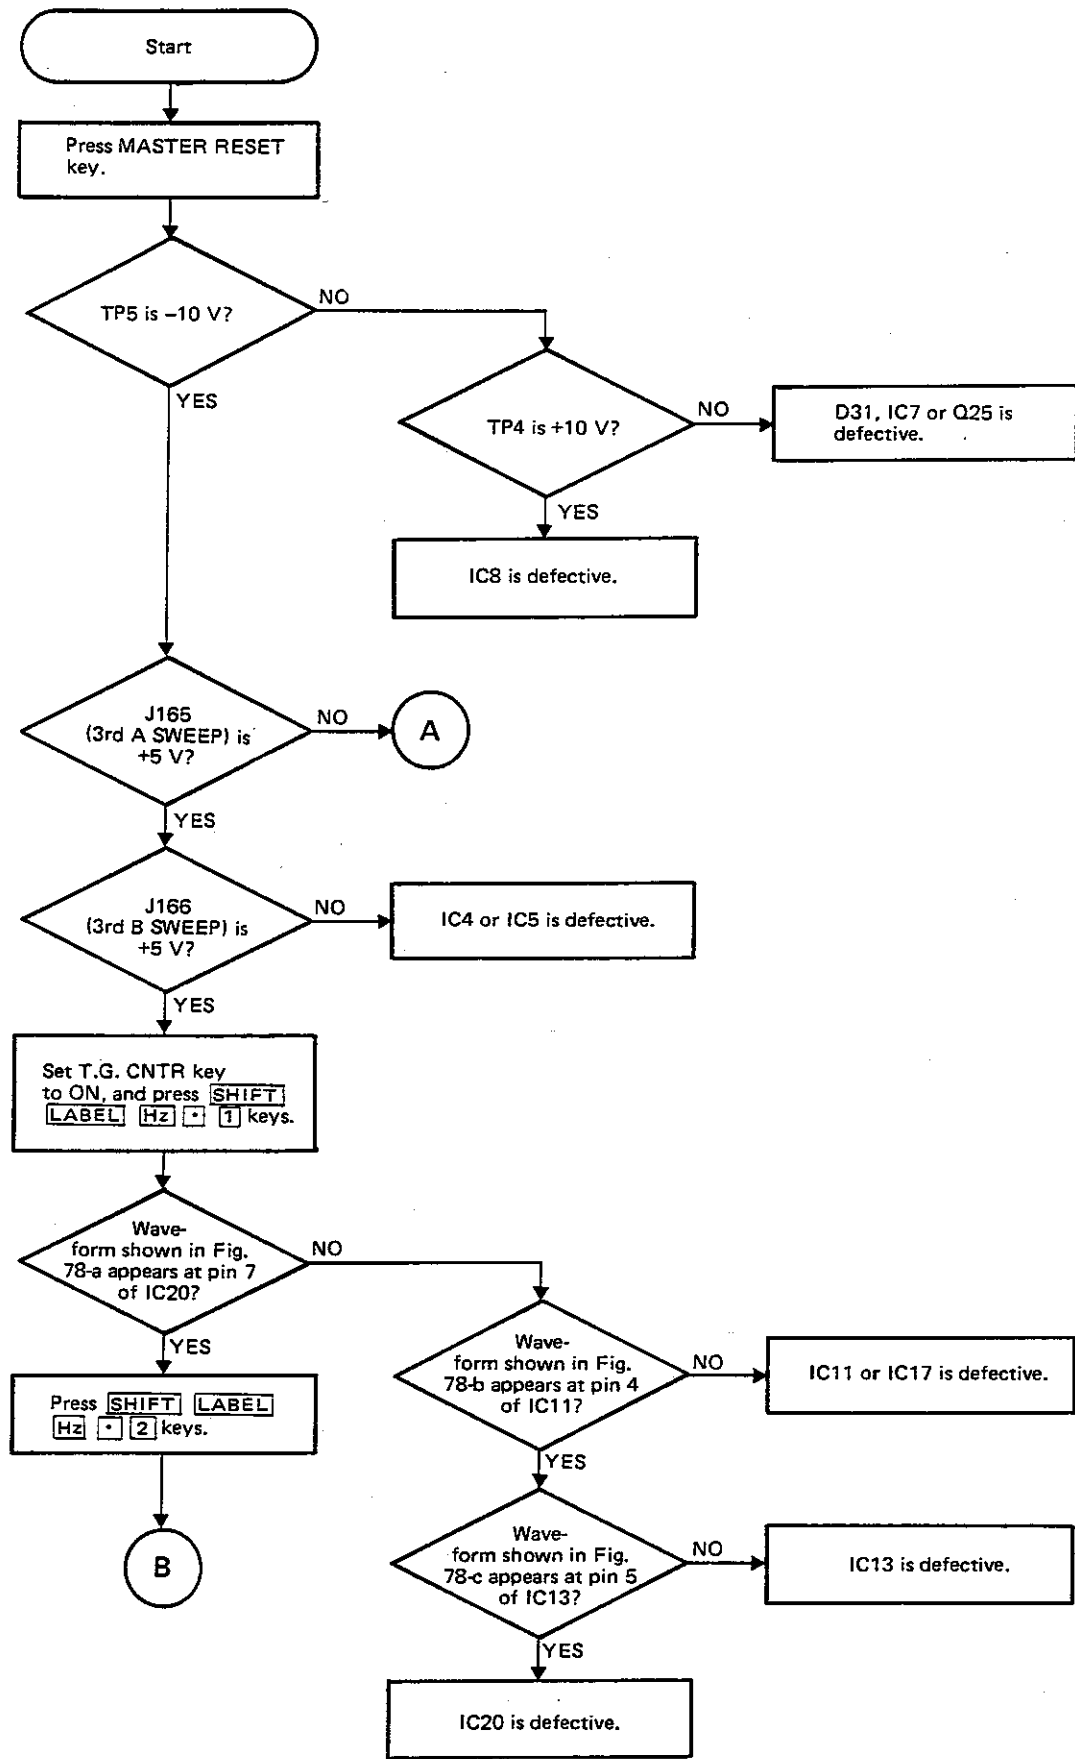 Start
Press MASTER RESET
key.
TP5 is –10 V?
NO
YES
TP4 is +10 V?
NO
D31, IC7 or Q25 is
defective.
YES
IC8 is defective.
J165
(3rd A SWEEP) is
+5 V?
NO
A
YES
J166
(3rd B SWEEP) is
+5 V?
NO
IC4 or IC5 is defective.
YES
Set T.G. CNTR key
to ON, and press SHIFT
LABEL Hz · 1 keys.
Wave-
form shown in Fig.
78-a appears at pin 7
of IC20?
NO
YES
Wave-
form shown in Fig.
78-b appears at pin 4
of IC11?
NO
IC11 or IC17 is defective.
Press SHIFT LABEL
Hz · 2 keys.
YES
B
Wave-
form shown in Fig.
78-c appears at pin 5
of IC13?
NO
IC13 is defective.
YES
IC20 is defective.